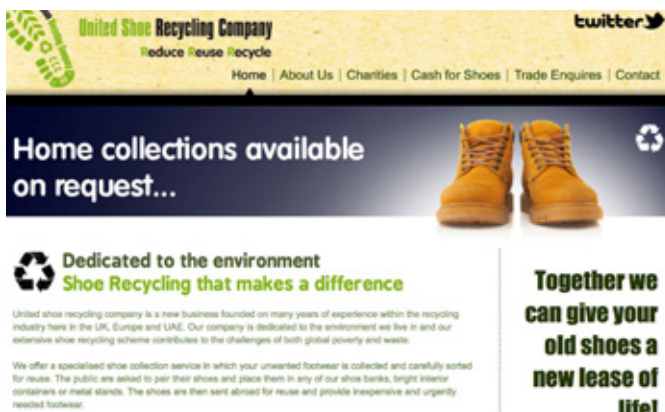 United Shoe Recycling Company
Reduce Reuse Recycle
twitter
Home | About Us | Charities | Cash for Shoes | Trade Enquires | Contact
Home collections available
on request...
Dedicated to the environment
Shoe Recycling that makes a difference
United shoe recycling company is a new business founded on many years of experience within the recycling
industry here in the UK, Europe and UAE. Our company is dedicated to the environment we live in and our
extensive shoe recycling scheme contributes to the challenges of both global poverty and waste.
We offer a specialised shoe collection service in which your unwanted footwear is collected and carefully sorted
for reuse. The public are asked to pair their shoes and place them in any of our shoe banks, bright interior
containers or metal stands. The shoes are then sent abroad for reuse and provide inexpensive and urgently
needed footwear.
Together we
can give your
old shoes a
new lease of
life!